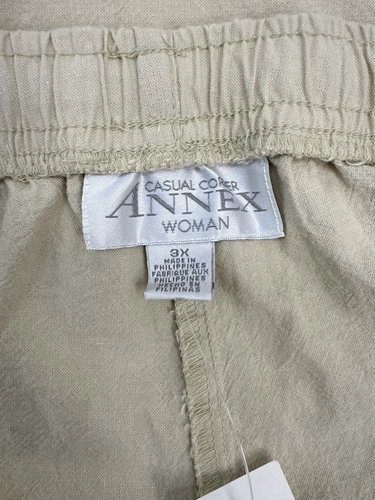 CASUAL CORNER
ANNEX
WOMAN
3X
MADE IN
PHILIPPINES
FABRIQUE AUX
PHILIPPINES
HECHO EN
FILIPINAS